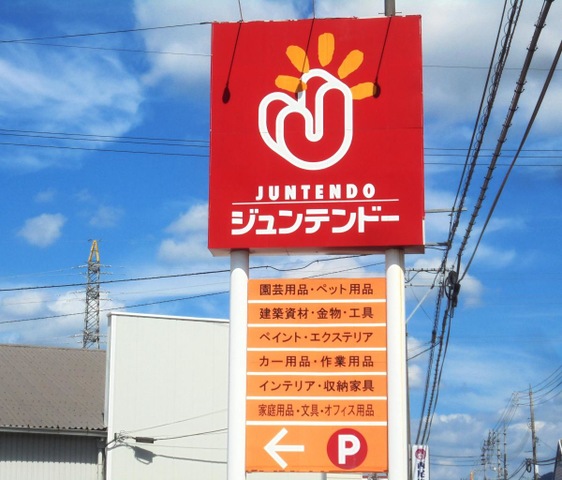 JUNTENDO
ジュンテンドー
園芸用品・ペット用品
建築資材・金物・工具
ペイント・エクステリア
カー用品・作業用品
インテリア・収納家具
家庭用品・文具・オフィス用品
P